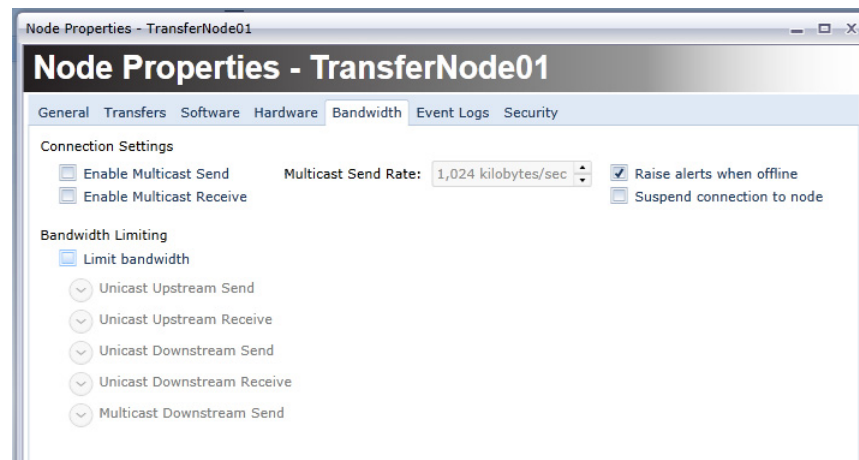 Node Properties - TransferNode01
Node Properties - TransferNode01
General Transfers Software Hardware Bandwidth Event Logs Security
Connection Settings
Enable Multicast Send Multicast Send Rate: 1,024 kilobytes/sec Raise alerts when offline
Enable Multicast Receive Suspend connection to node
Bandwidth Limiting
Limit bandwidth
Unicast Upstream Send
Unicast Upstream Receive
Unicast Downstream Send
Unicast Downstream Receive
Multicast Downstream Send